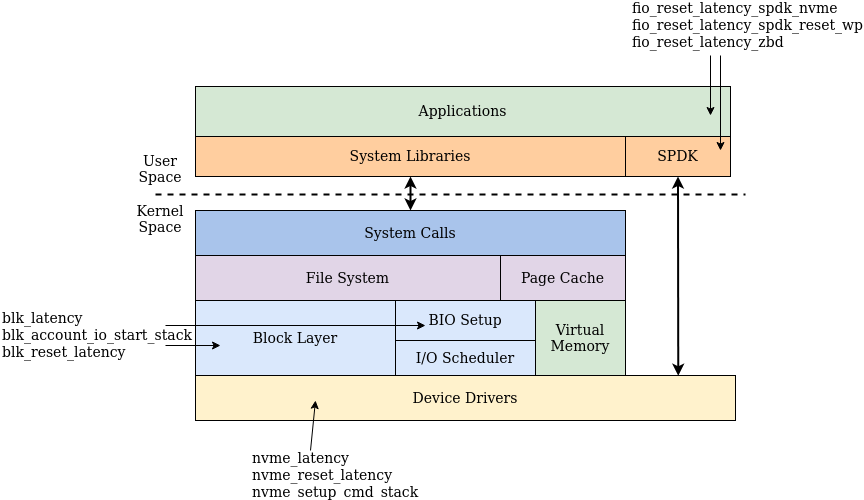 fio_reset_latency_spdk_nvme
fio_reset_latency_spdk_reset_wp
fio_reset_latency_zbd
Applications
System Libraries
SPDK
User
Space
Kernel
Space
System Calls
File System
Page Cache
blk_latency
blk_account_io_start_stack
blk_reset_latency
Block Layer
BIO Setup
I/O Scheduler
Virtual
Memory
Device Drivers
nvme_latency
nvme_reset_latency
nvme_setup_cmd_stack